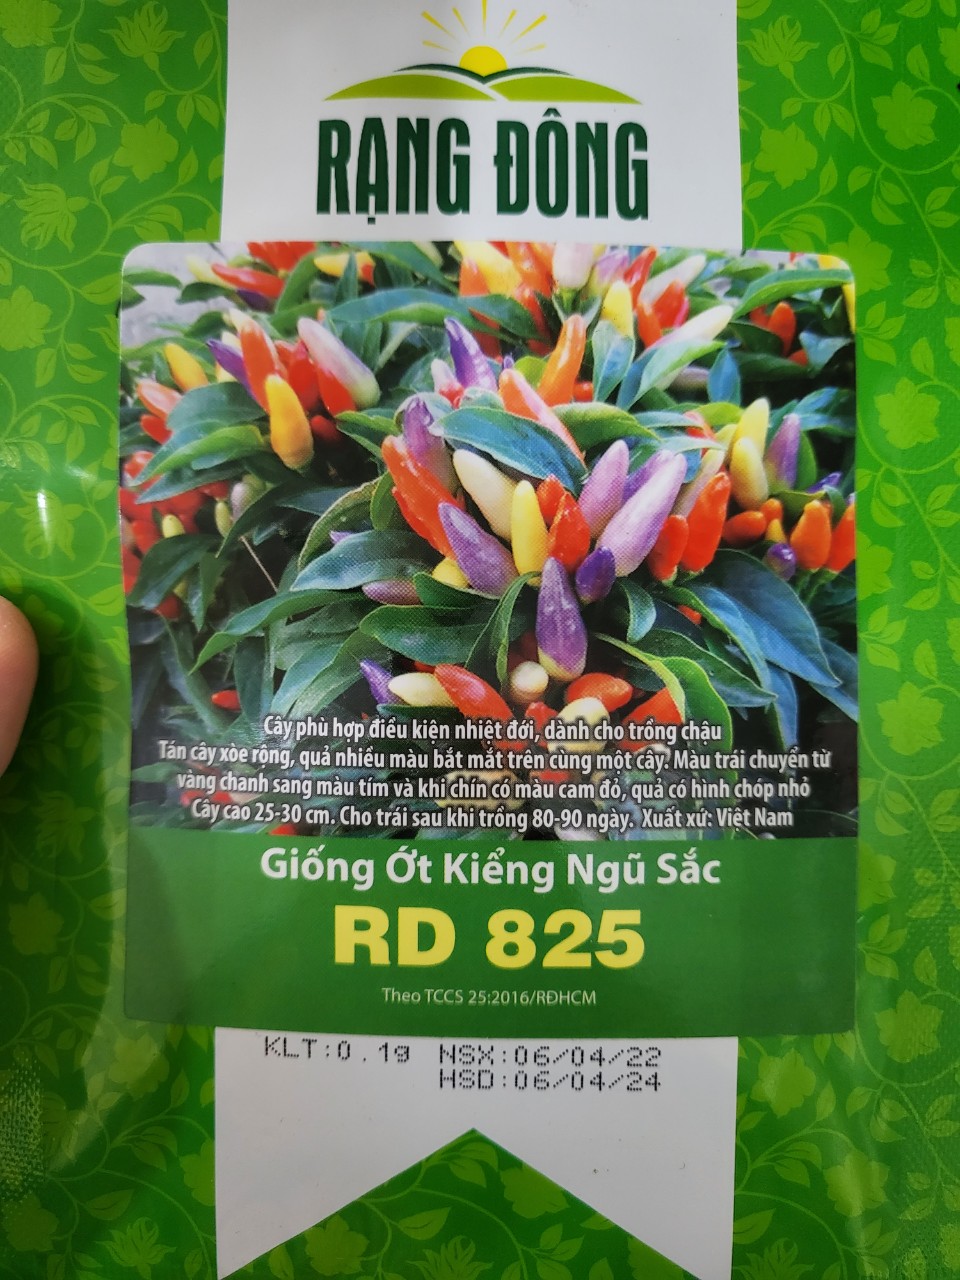 RẠNG ĐÔNG
Cây phù hợp điều kiện nhiệt đới, dành cho trồng chậu
Tán cây xòe rộng, quả nhiều màu bắt mắt trên cùng một cây. Màu trái chuyển từ
vàng chanh sang màu tím và khi chín có màu cam đỏ, quả có hình chóp nhỏ
Cây cao 25-30 cm. Cho trái sau khi trồng 80-90 ngày. Xuất xứ: Việt Nam
Giống Ớt Kiểng Ngũ Sắc
RD 825
Theo TCCS 25:2016/RĐHCM
KLT:0.1g NSX:06/04/22
HSD:06/04/24